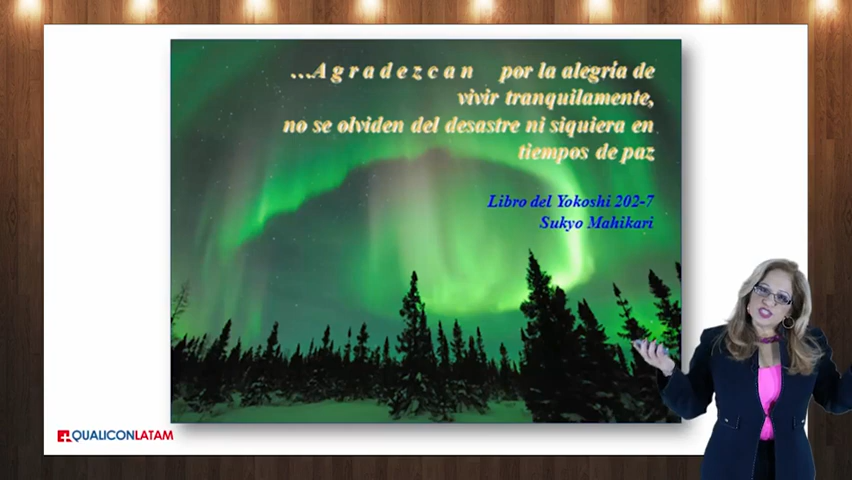 ...A g r a d e z c a n por la alegría de
vivir tranquilamente,
no se olviden del desastre ni siquiera en
tiempos de paz
Libro del Yokoshi 202-7
Sukyo Mahikari
QUALICONLATAM